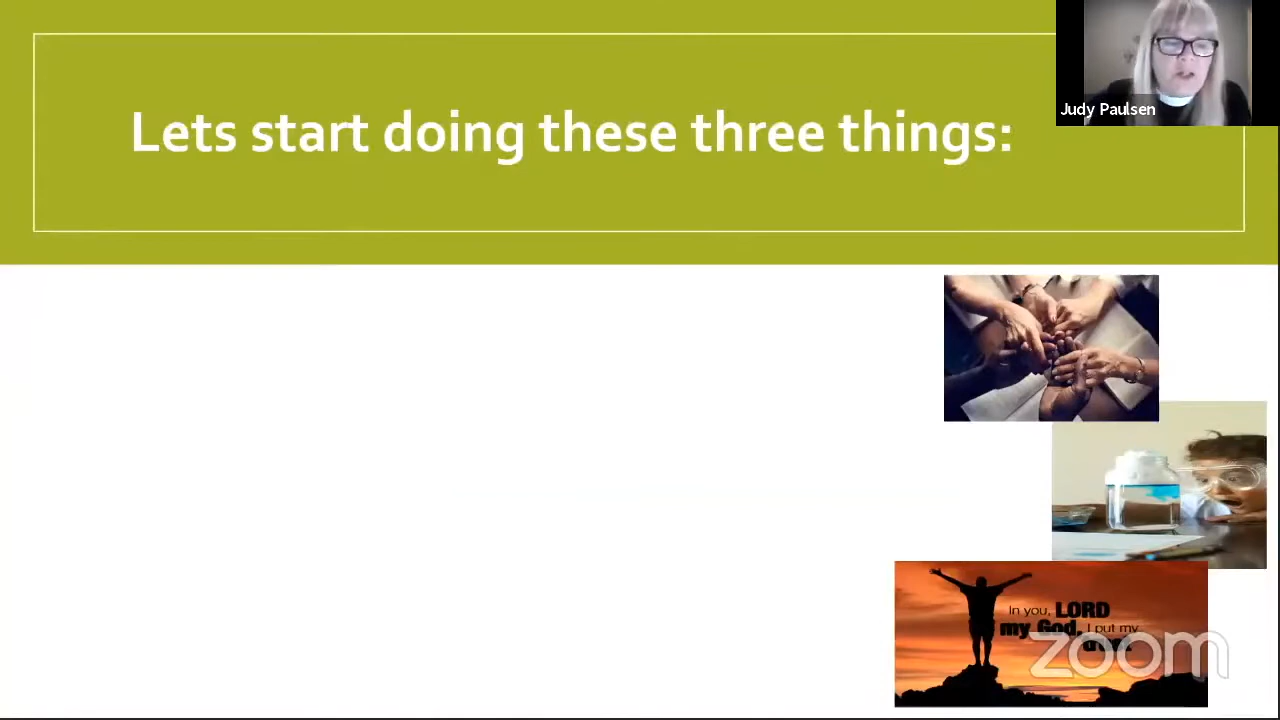 Lets start doing these three things:
Judy Paulsen
In you, LORD
my God, I put my
zoom